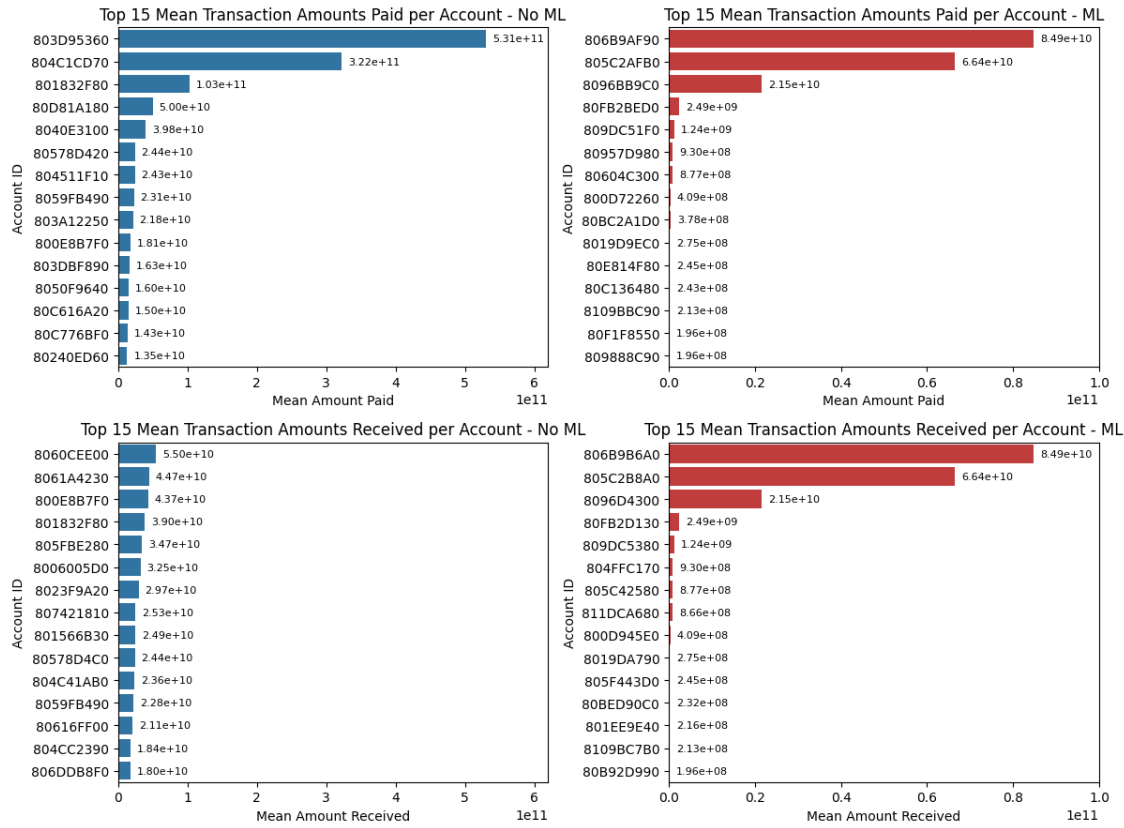 Top 15 Mean Transaction Amounts Paid per Account - No ML
Account ID
803D95360 5.31e+11
804C1CD70 3.22e+11
801832F80 1.03e+11
80D81A180 5.00e+10
8040E3100 3.98e+10
80578D420 2.44e+10
804511F10 2.43e+10
8059FB490 2.31e+10
803A12250 2.18e+10
800E8B7F0 1.81e+10
803DBF890 1.63e+10
8050F9640 1.60e+10
80C616A20 1.50e+10
80C776BF0 1.43e+10
80240ED60 1.35e+10
0 1 2 3 4 5 6
1e11
Mean Amount Paid
Top 15 Mean Transaction Amounts Paid per Account - ML
Account ID
806B9AF90 8.49e+10
805C2AFB0 6.64e+10
8096BB9C0 2.15e+10
80FB2BED0 2.49e+09
809DC51F0 1.24e+09
80957D980 9.30e+08
80604C300 8.77e+08
800D72260 4.09e+08
80BC2A1D0 3.78e+08
8019D9EC0 2.75e+08
80E814F80 2.45e+08
80C136480 2.43e+08
8109BBC90 2.13e+08
80F1F8550 1.96e+08
809888C90 1.96e+08
0.0 0.2 0.4 0.6 0.8 1.0
1e11
Mean Amount Paid
Top 15 Mean Transaction Amounts Received per Account - No ML
Account ID
8060CEE00 5.50e+10
8061A4230 4.47e+10
800E8B7F0 4.37e+10
801832F80 3.90e+10
805FBE280 3.47e+10
8006005D0 3.25e+10
8023F9A20 2.97e+10
807421810 2.53e+10
801566B30 2.49e+10
80578D4C0 2.44e+10
804C41AB0 2.36e+10
8059FB490 2.28e+10
80616FF00 2.11e+10
804CC2390 1.84e+10
806DDB8F0 1.80e+10
0 1 2 3 4 5 6
1e11
Mean Amount Received
Top 15 Mean Transaction Amounts Received per Account - ML
Account ID
806B9B6A0 8.49e+10
805C2B8A0 6.64e+10
8096D4300 2.15e+10
80FB2D130 2.49e+09
809DC5380 1.24e+09
804FFC170 9.30e+08
805C42580 8.77e+08
811DCA680 8.66e+08
800D945E0 4.09e+08
8019DA790 2.75e+08
805F443D0 2.45e+08
80BED90C0 2.32e+08
801EE9E40 2.16e+08
8109BC7B0 2.13e+08
80B92D990 1.96e+08
0.0 0.2 0.4 0.6 0.8 1.0
1e11
Mean Amount Received